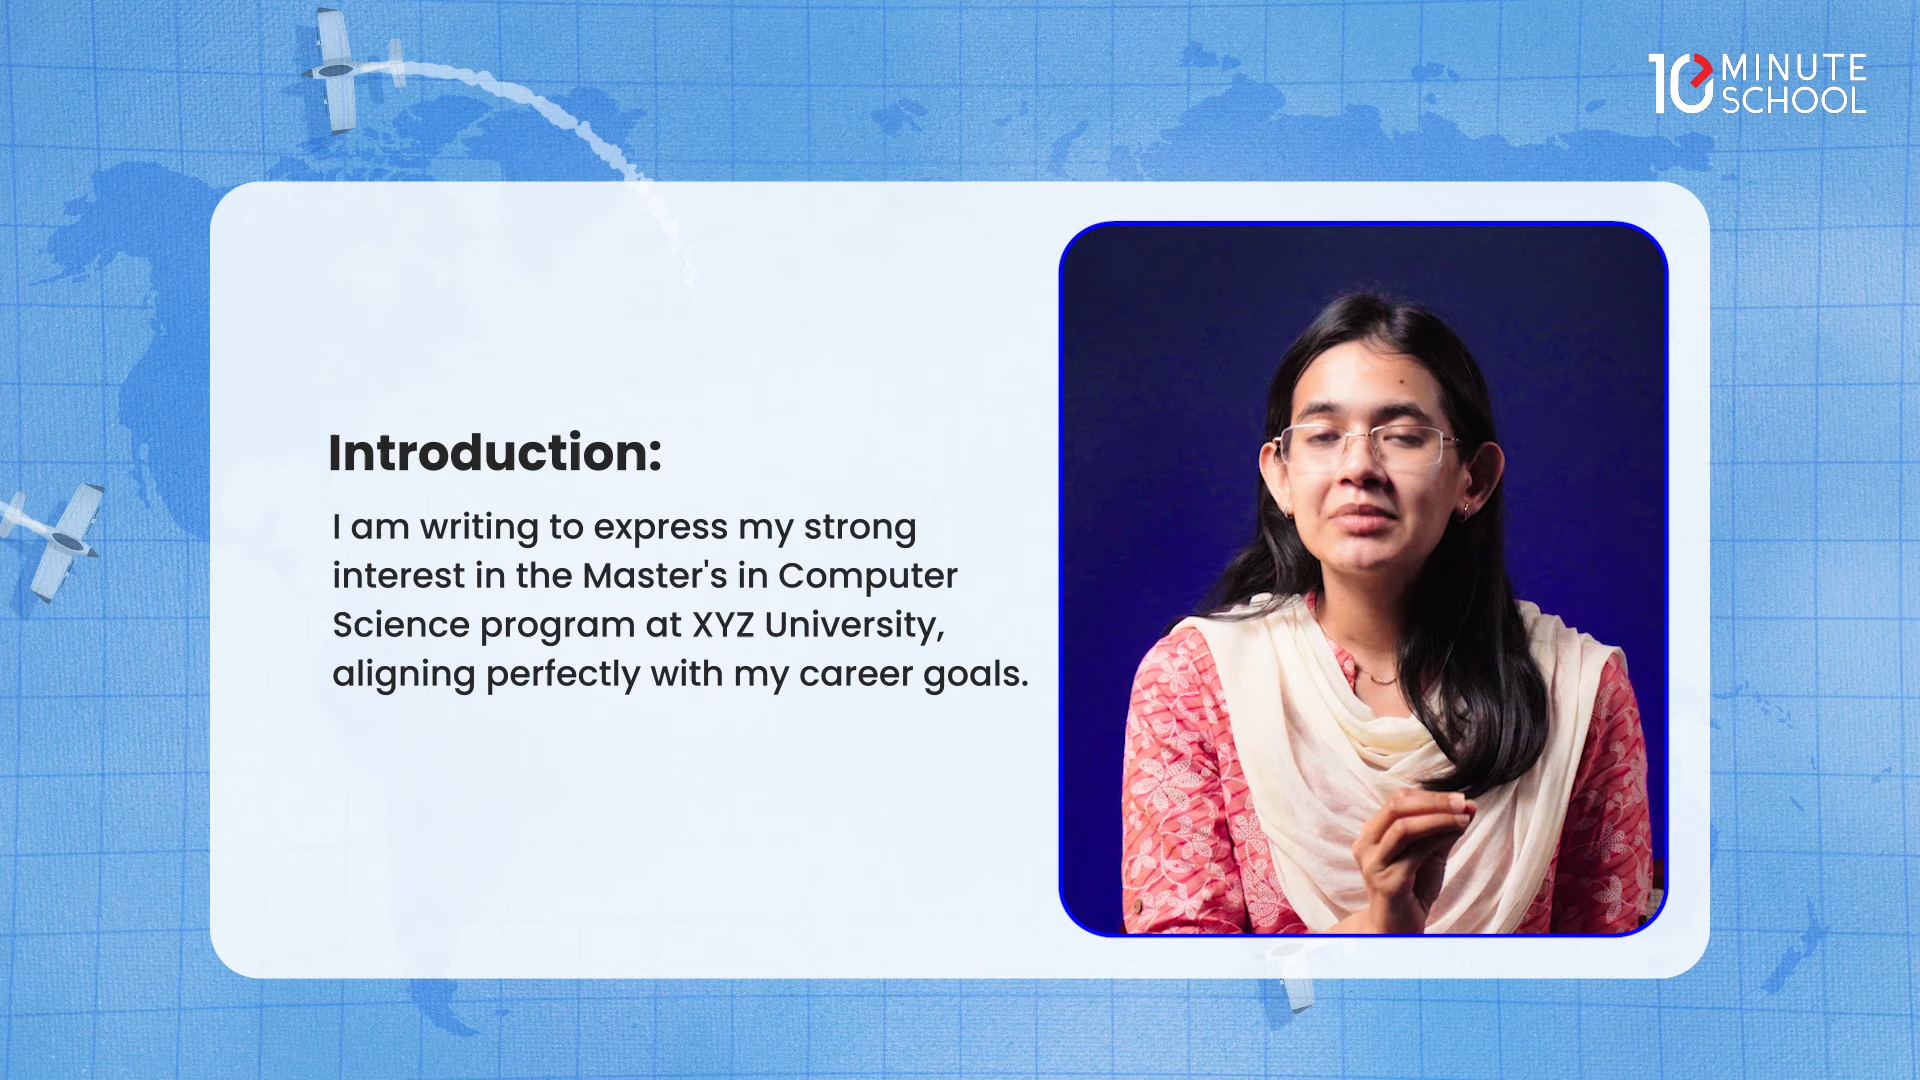 10 MINUTE
SCHOOL
Introduction:
I am writing to express my strong
interest in the Master's in Computer
Science program at XYZ University,
aligning perfectly with my career goals.